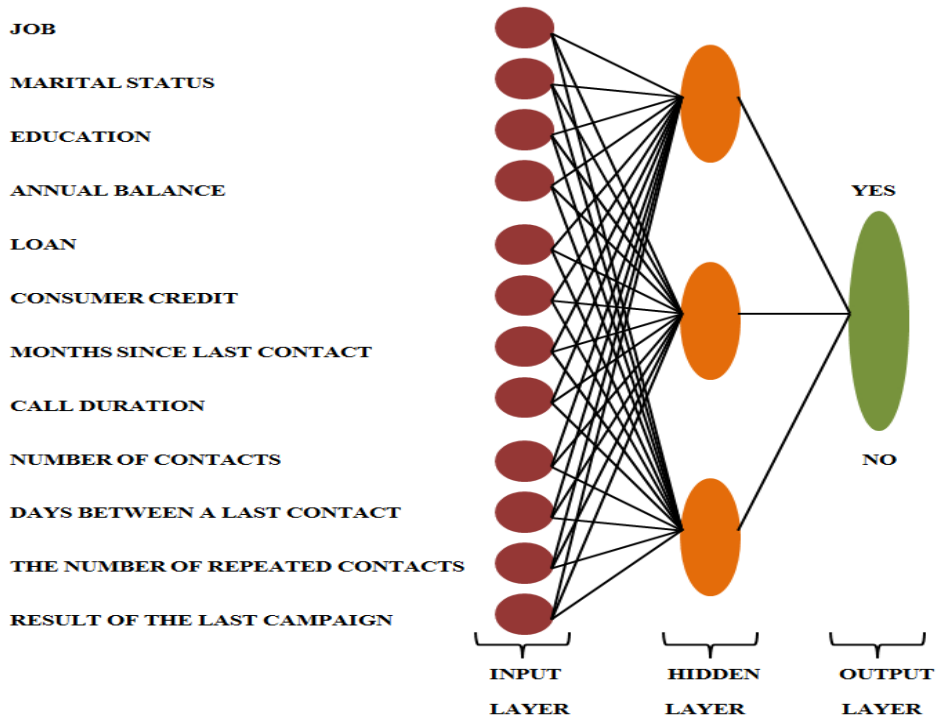 JOB
MARITAL STATUS
EDUCATION
ANNUAL BALANCE
YES
LOAN
CONSUMER CREDIT
MONTHS SINCE LAST CONTACT
CALL DURATION
NUMBER OF CONTACTS
NO
DAYS BETWEEN A LAST CONTACT
THE NUMBER OF REPEATED CONTACTS
RESULT OF THE LAST CAMPAIGN
INPUT
LAYER
HIDDEN
LAYER
OUTPUT
LAYER